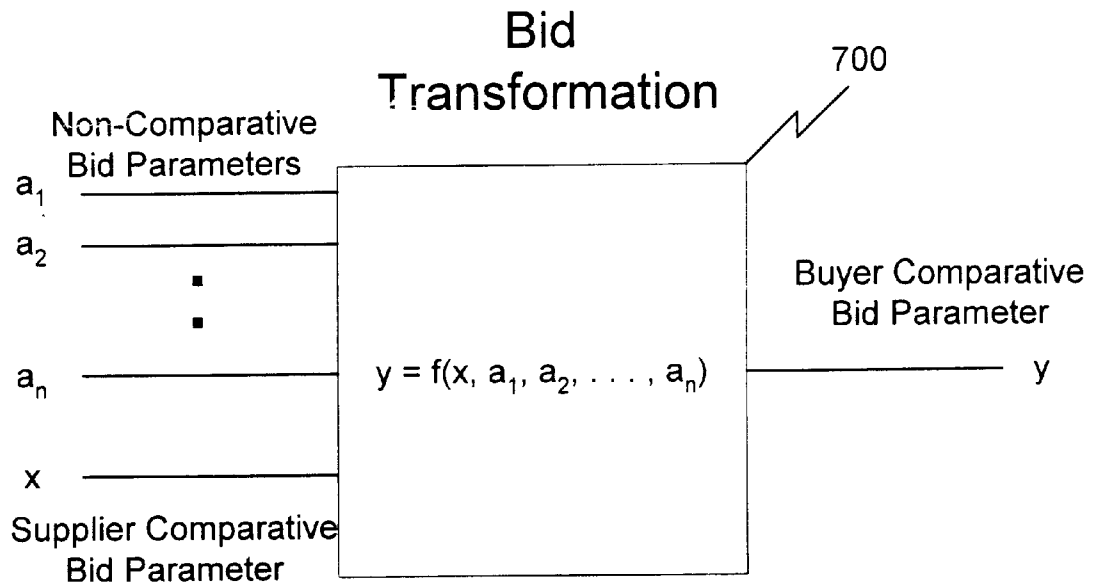 Bid
Transformation
700
Non-Comparative
Bid Parameters
a₁
a₂
aₙ
x
Supplier Comparative
Bid Parameter
y = f(x, a₁, a₂, . . . , aₙ)
Buyer Comparative
Bid Parameter
y